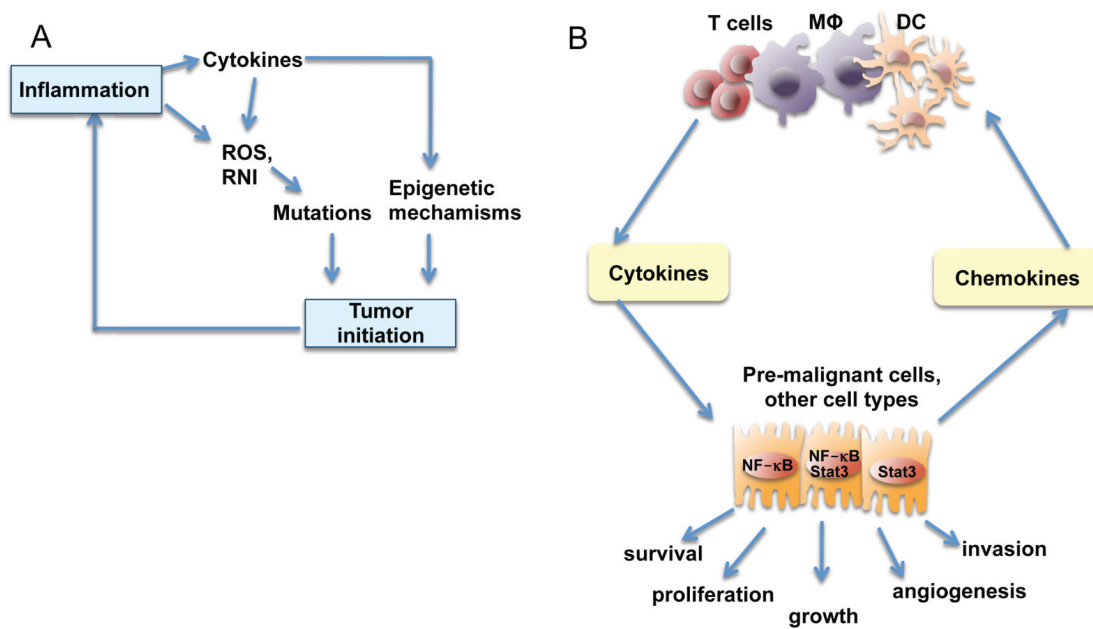 A
Cytokines
Inflammation
ROS,
RNI
Mutations
Epigenetic
mechamisms
Tumor
initiation
B
T cells
MΦ
DC
Cytokines
Chemokines
Pre-malignant cells,
other cell types
NF-κB
NF-κB
Stat3
Stat3
survival
proliferation
growth
angiogenesis
invasion